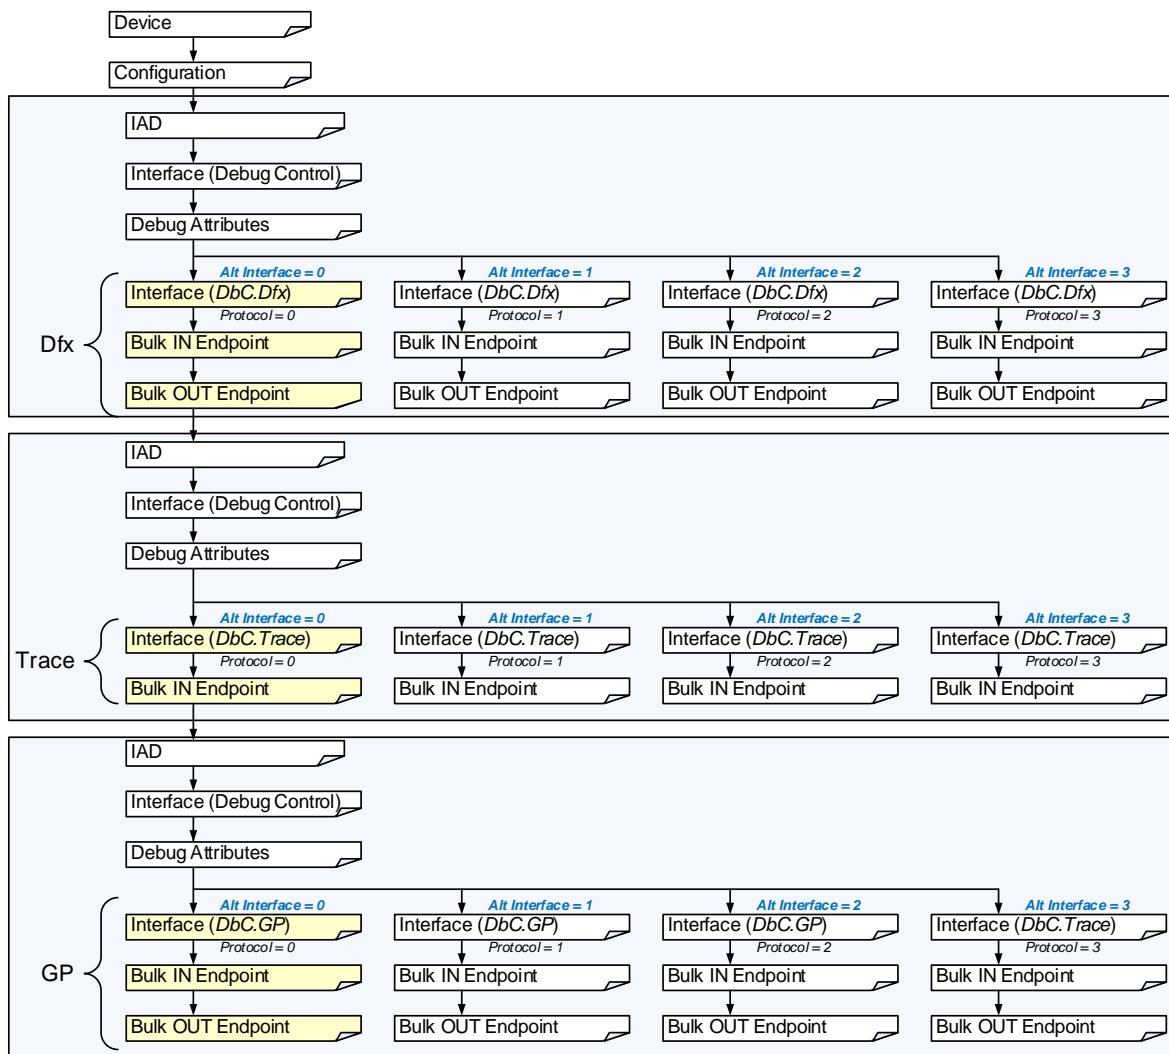 Device
Configuration
IAD
Interface (Debug Control)
Debug Attributes
Alt Interface = 0 Alt Interface = 1 Alt Interface = 2 Alt Interface = 3
Interface (DbC.Dfx) Interface (DbC.Dfx) Interface (DbC.Dfx) Interface (DbC.Dfx)
Protocol = 0 Protocol = 1 Protocol = 2 Protocol = 3
Dfx
Bulk IN Endpoint Bulk IN Endpoint Bulk IN Endpoint Bulk IN Endpoint
Bulk OUT Endpoint Bulk OUT Endpoint Bulk OUT Endpoint Bulk OUT Endpoint
IAD
Interface (Debug Control)
Debug Attributes
Alt Interface = 0 Alt Interface = 1 Alt Interface = 2 Alt Interface = 3
Interface (DbC.Trace) Interface (DbC.Trace) Interface (DbC.Trace) Interface (DbC.Trace)
Trace
Protocol = 0 Protocol = 1 Protocol = 2 Protocol = 3
Bulk IN Endpoint Bulk IN Endpoint Bulk IN Endpoint Bulk IN Endpoint
IAD
Interface (Debug Control)
Debug Attributes
Alt Interface = 0 Alt Interface = 1 Alt Interface = 2 Alt Interface = 3
Interface (DbC.GP) Interface (DbC.GP) Interface (DbC.GP) Interface (DbC.Trace)
Protocol = 0 Protocol = 1 Protocol = 2 Protocol = 3
GP
Bulk IN Endpoint Bulk IN Endpoint Bulk IN Endpoint Bulk IN Endpoint
Bulk OUT Endpoint Bulk OUT Endpoint Bulk OUT Endpoint Bulk OUT Endpoint